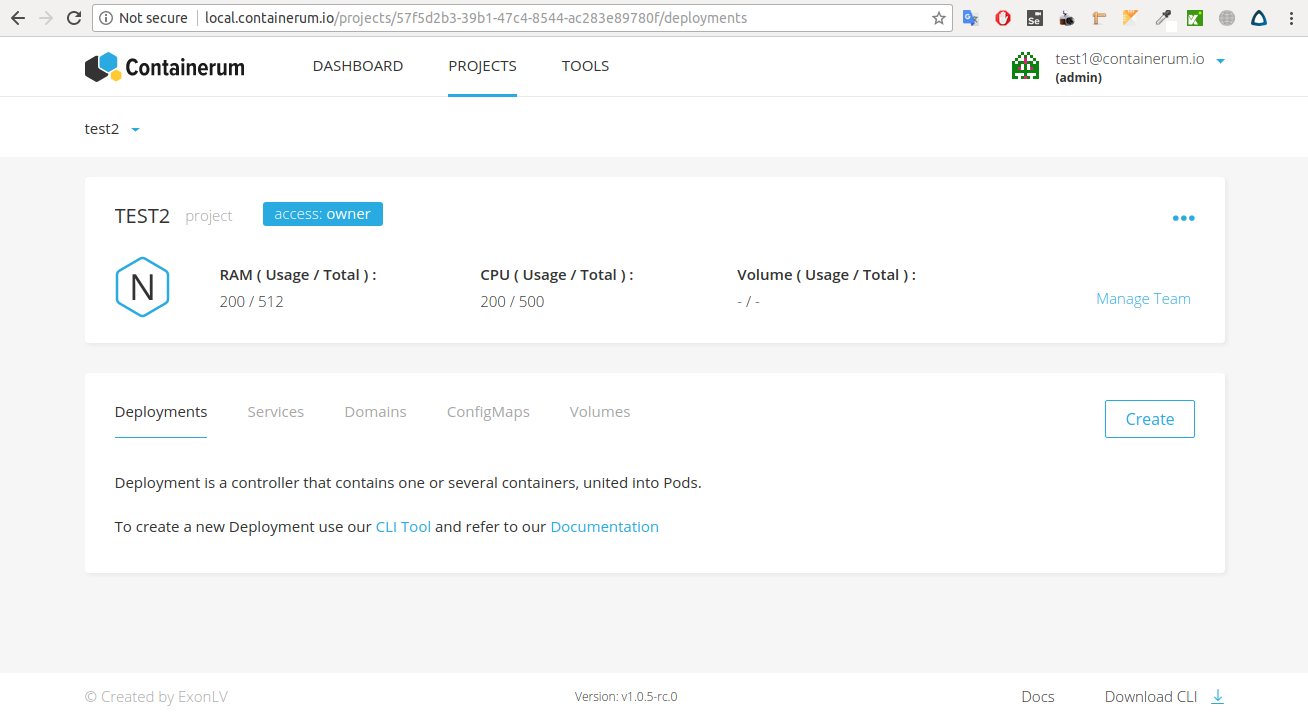 Not secure local.containerum.io/projects/57f5d2b3-39b1-47c4-8544-ac283e89780f/deployments
Containerum DASHBOARD PROJECTS TOOLS test1@containerum.io
(admin)
test2
TEST2 project access: owner
N
RAM ( Usage / Total ) : CPU ( Usage / Total ) : Volume ( Usage / Total ) :
200 / 512 200 / 500 - / -
Manage Team
Deployments Services Domains ConfigMaps Volumes Create
Deployment is a controller that contains one or several containers, united into Pods.
To create a new Deployment use our CLI Tool and refer to our Documentation
© Created by ExonLV Version: v1.0.5-rc.0 Docs Download CLI